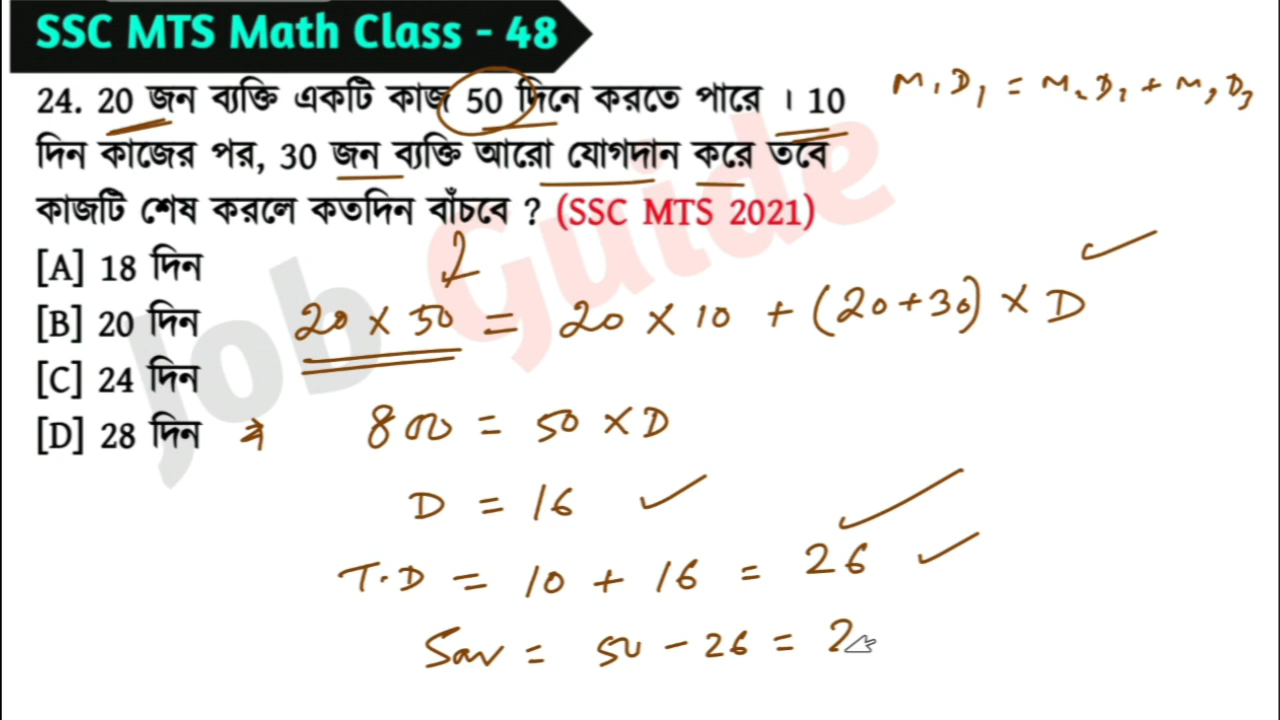 SSC MTS Math Class - 48
24. 20 জন ব্যক্তি একটি কাজ 50 দিনে করতে পারে । 10
দিন কাজের পর, 30 জন ব্যক্তি আরো যোগদান করে তবে
কাজটি শেষ করলে কতদিন বাঁচবে ? (SSC MTS 2021)
[A] 18 দিন
[B] 20 দিন
[C] 24 দিন
[D] 28 দিন
Job Guide
M₁D₁ = M₂D₂ + M₃D₃
2
20 × 50 = 20 × 10 + (20+30) × D
800 = 50 × D
D = 16
T.D = 10 + 16 = 26
Sav = 50 - 26 = 2